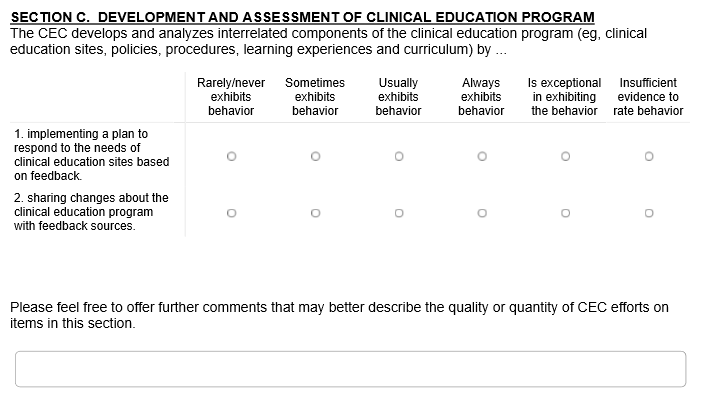 SECTION C.  DEVELOPMENT AND ASSESSMENT OF CLINICAL EDUCATION PROGRAM
The CEC develops and analyzes interrelated components of the clinical education program (eg, clinical
education sites, policies, procedures, learning experiences and curriculum) by ...
Rarely/never exhibits behavior
Sometimes exhibits behavior
Usually exhibits behavior
Always exhibits behavior
Is exceptional in exhibiting the behavior
Insufficient evidence to rate behavior
1. implementing a plan to
respond to the needs of
clinical education sites based
on feedback.
2. sharing changes about the
clinical education program
with feedback sources.
Please feel free to offer further comments that may better describe the quality or quantity of CEC efforts on
items in this section.